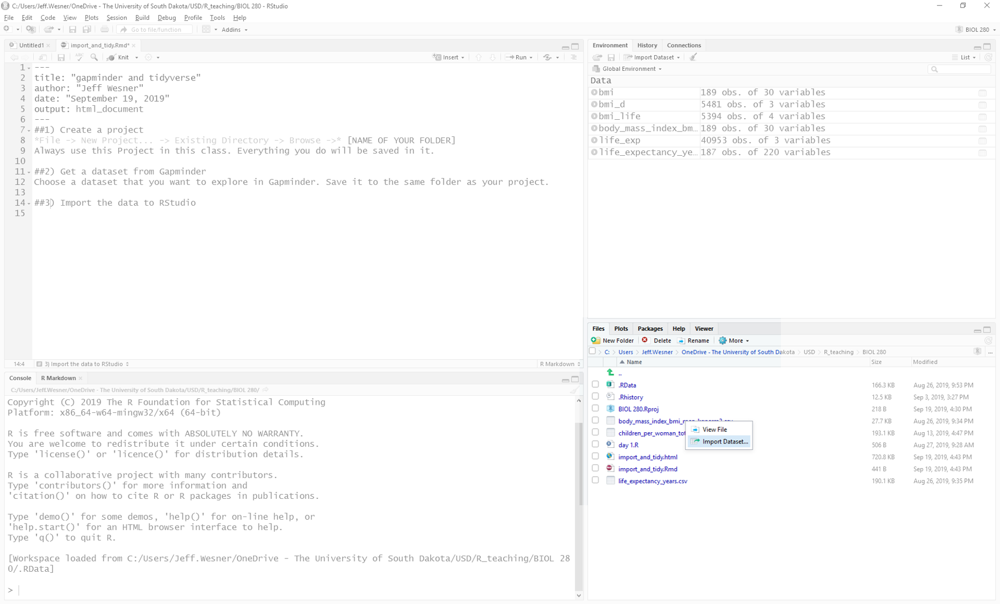 C:/Users/Jeff.Wesner/OneDrive - The University of South Dakota/USD/R_teaching/BIOL 280 - RStudio
File Edit Code View Plots Session Build Debug Profile Tools Help
Go to file/function Addins BIOL 280
Untitled1 import_and_tidy.Rmd*
ABC Knit Insert Run
1 ---
2 title: "gapminder and tidyverse"
3 author: "Jeff Wesner"
4 date: "September 19, 2019"
5 output: html_document
6 ---
7 ##1) Create a project
8 *File -> New Project... -> Existing Directory -> Browse ->* [NAME OF YOUR FOLDER]
9 Always use this Project in this class. Everything you do will be saved in it.
10
11 ##2) Get a dataset from Gapminder
12 Choose a dataset that you want to explore in Gapminder. Save it to the same folder as your project.
13
14 ##3) Import the data to RStudio
15
14:4 # 3) Import the data to RStudio R Markdown
Console R Markdown
C:/Users/Jeff.Wesner/OneDrive - The University of South Dakota/USD/R_teaching/BIOL 280/
Copyright (C) 2019 The R Foundation for Statistical Computing
Platform: x86_64-w64-mingw32/x64 (64-bit)
R is free software and comes with ABSOLUTELY NO WARRANTY.
You are welcome to redistribute it under certain conditions.
Type 'license()' or 'licence()' for distribution details.
R is a collaborative project with many contributors.
Type 'contributors()' for more information and
'citation()' on how to cite R or R packages in publications.
Type 'demo()' for some demos, 'help()' for on-line help, or
'help.start()' for an HTML browser interface to help.
Type 'q()' to quit R.
[Workspace loaded from C:/Users/Jeff.Wesner/OneDrive - The University of South Dakota/USD/R_teaching/BIOL 28
0/.RData]
>
Environment History Connections
Import Dataset List
Global Environment
Data
bmi 189 obs. of 30 variables
bmi_d 5481 obs. of 3 variables
bmi_life 5394 obs. of 4 variables
body_mass_index_bm... 189 obs. of 30 variables
life_exp 40953 obs. of 3 variables
life_expectancy_ye... 187 obs. of 220 variables
Files Plots Packages Help Viewer
New Folder Delete Rename More
C: > Users > Jeff.Wesner > OneDrive - The University of South Dakota > USD > R_teaching > BIOL 280 ...
Name Size Modified
..
.RData 166.3 KB Aug 26, 2019, 9:53 PM
.Rhistory 12.5 KB Sep 3, 2019, 3:27 PM
BIOL 280.Rproj 218 B Sep 19, 2019, 4:30 PM
body_mass_index_bmi 27.7 KB Aug 26, 2019, 9:34 PM
View File
children_per_woman_tot 193.1 KB Aug 13, 2019, 4:47 PM
Import Dataset...
day 1.R 506 B Aug 27, 2019, 9:28 AM
import_and_tidy.html 720.8 KB Sep 19, 2019, 4:43 PM
import_and_tidy.Rmd 441 B Sep 19, 2019, 4:43 PM
life_expectancy_years.csv 190.1 KB Aug 26, 2019, 9:35 PM